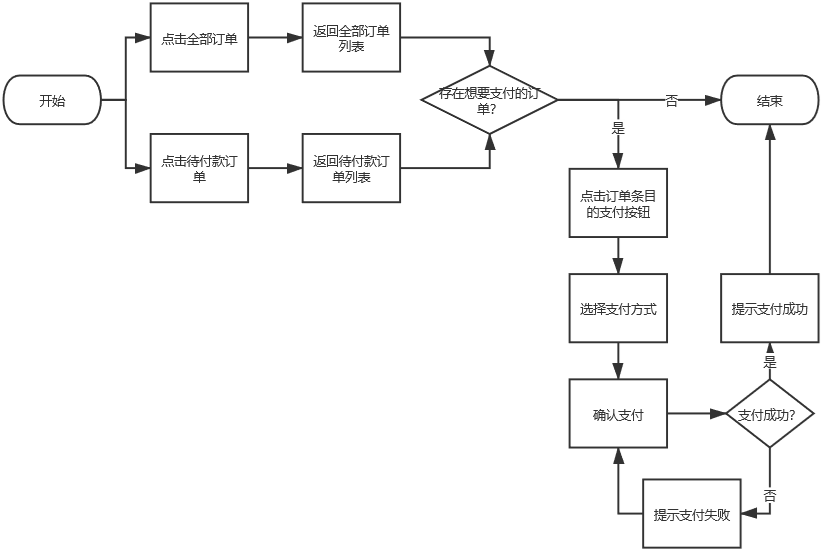 开始
点击全部订单
返回全部订单
列表
点击待付款订
单
返回待付款订
单列表
存在想要支付的订
单?
否
结束
是
点击订单条目
的支付按钮
选择支付方式
确认支付
支付成功?
是
提示支付成功
否
提示支付失败